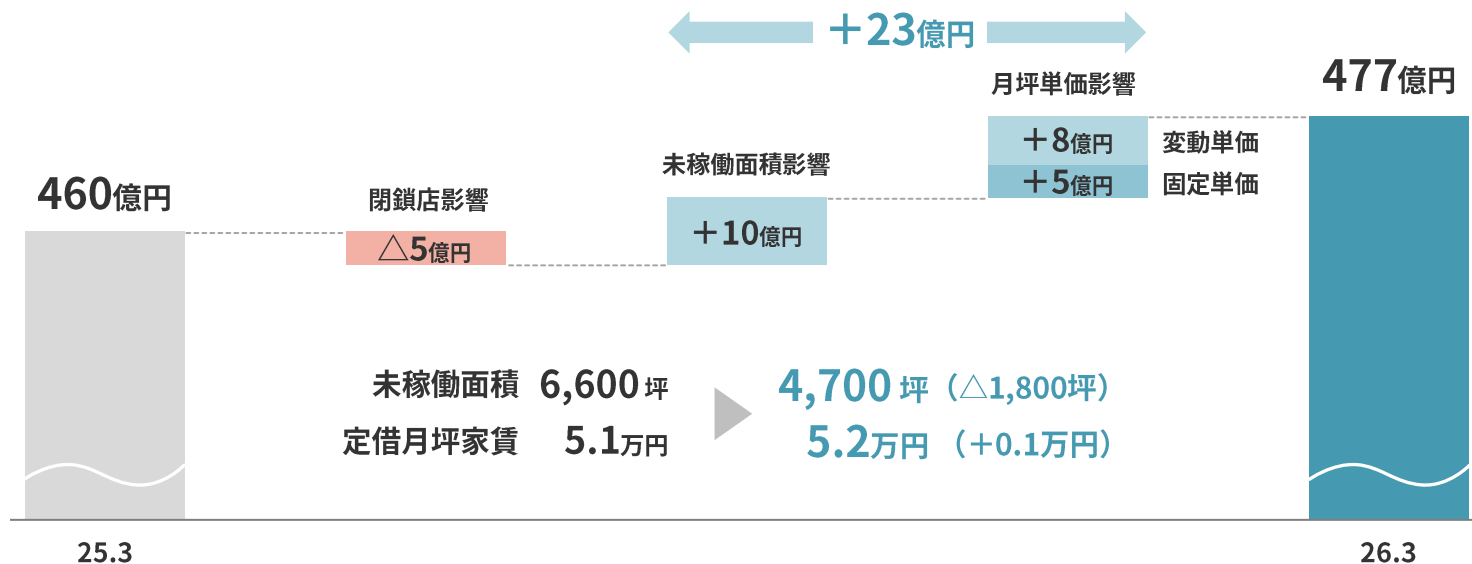 ＋23億円
477億円
月坪単価影響
＋8億円
変動単価
＋5億円
固定単価
未稼働面積影響
＋10億円
460億円
閉鎖店影響
△5億円
未稼働面積 6,600 坪 4,700 坪（△1,800坪）
定借月坪家賃 5.1万円 5.2万円（＋0.1万円）
25.3
26.3